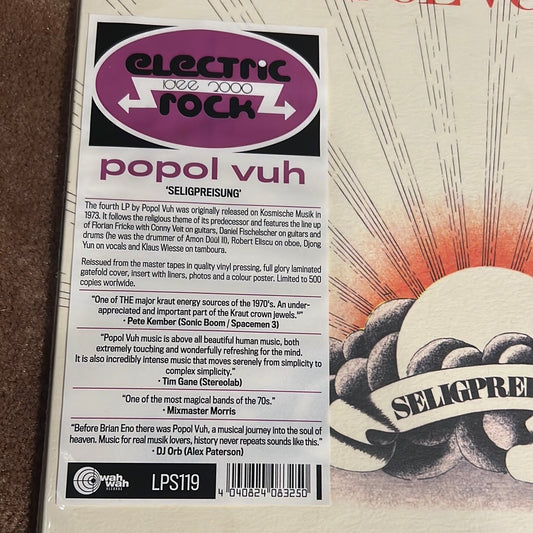 OL VU
electric
idee 2000
rock
popol vuh
'SELIGPREISUNG'
The fourth LP by Popol Vuh was originally released on Kosmische Musik in
1973. It follows the religious theme of its predecessor and features the line up
of Florian Fricke with Conny Veit on guitars, Daniel Fischelscher on guitars and
drums (he was the drummer of Amon Düül II), Robert Eliscu on oboe, Djong
Yun on vocals and Klaus Wiesse on tamboura.
Reissued from the master tapes in quality vinyl pressing, full glory laminated
gatefold cover, insert with liners, photos and a colour poster. Limited to 500
copies worlwide.
"One of THE major kraut energy sources of the 1970's. An under-
appreciated and important part of the Kraut crown jewels.""
· Pete Kember (Sonic Boom / Spacemen 3)
"Popol Vuh music is above all beautiful human music, both
extremely touching and wonderfully refreshing for the mind.
It is also incredibly intense music that moves serenely from simplicity to
complex simplicity."
· Tim Gane (Stereolab)
"One of the most magical bands of the 70s."
· Mixmaster Morris
"Before Brian Eno there was Popol Vuh, a musical journey into the soul of
heaven. Music for real musik lovers, history never repeats sounds like this."
· DJ Orb (Alex Paterson)
wah
wah
RECORDS
LPS119
4 040824 083250
SELIGPREI